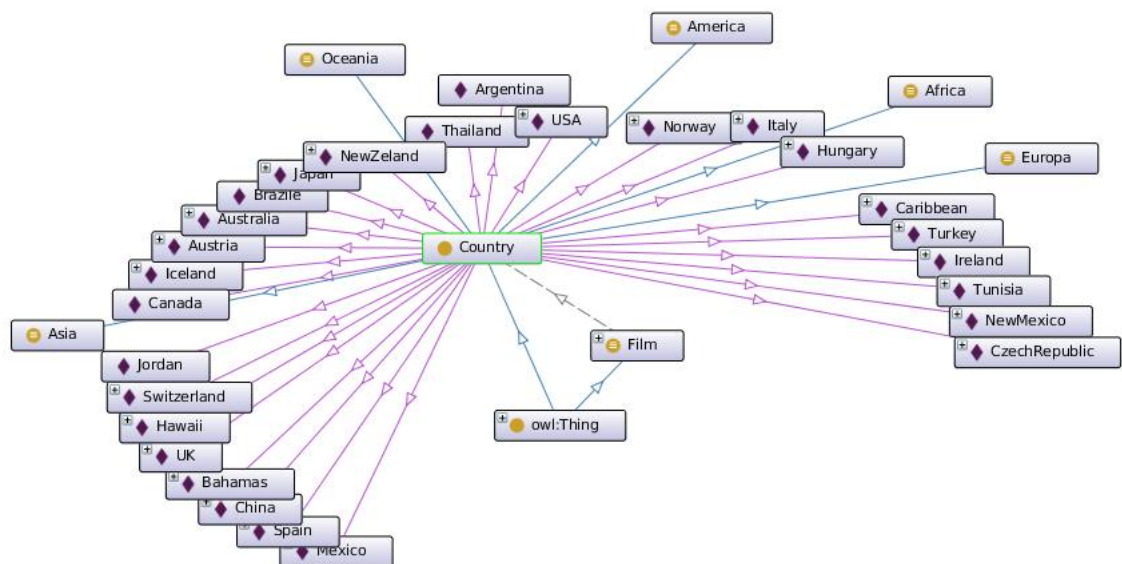 America
Oceania
Argentina
Africa
USA
Thailand
Norway
Italy
NewZeland
Hungary
Europa
Japan
Brazile
Caribbean
Australia
Turkey
Austria
Country
Ireland
Iceland
Tunisia
Canada
NewMexico
Asia
Film
CzechRepublic
Jordan
Switzerland
owl:Thing
Hawaii
UK
Bahamas
China
Spain
Mexico